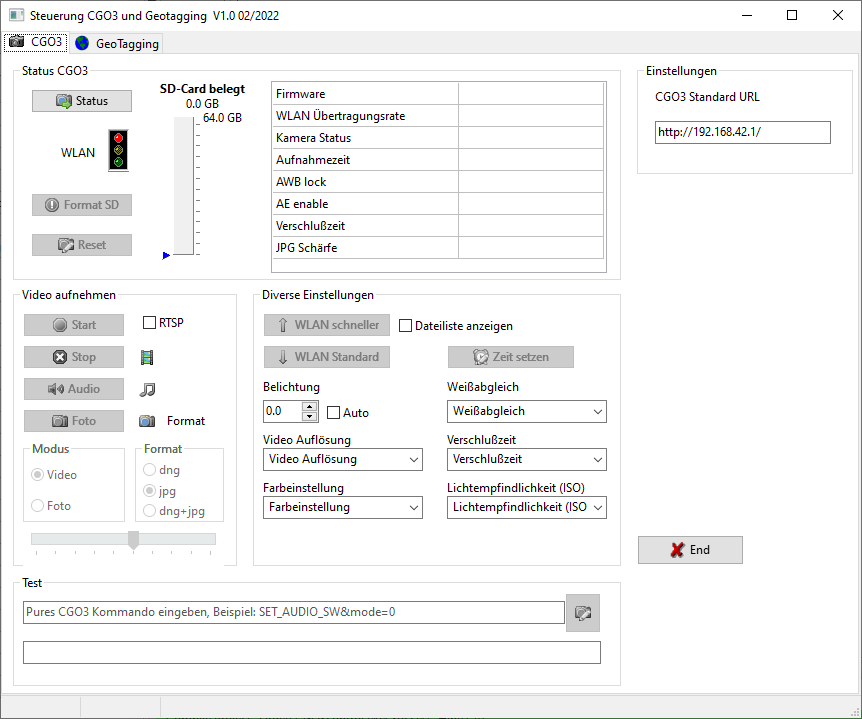 Steuerung CGO3 und Geotagging V1.0 02/2022
CGO3
GeoTagging
Status CGO3
Status
WLAN
Format SD
Reset
SD-Card belegt
0.0 GB
64.0 GB
Firmware
WLAN Übertragungsrate
Kamera Status
Aufnahmezeit
AWB lock
AE enable
Verschlußzeit
JPG Schärfe
Einstellungen
CGO3 Standard URL
http://192.168.42.1/
Video aufnehmen
Start
RTSP
Stop
Audio
Foto
Format
Modus
Video
Foto
Format
dng
jpg
dng+jpg
Diverse Einstellungen
WLAN schneller
Dateiliste anzeigen
WLAN Standard
Zeit setzen
Belichtung
0.0
Auto
Weißabgleich
Weißabgleich
Video Auflösung
Video Auflösung
Verschlußzeit
Verschlußzeit
Farbeinstellung
Farbeinstellung
Lichtempfindlichkeit (ISO)
Lichtempfindlichkeit (ISO
End
Test
Pures CGO3 Kommando eingeben, Beispiel: SET_AUDIO_SW&mode=0